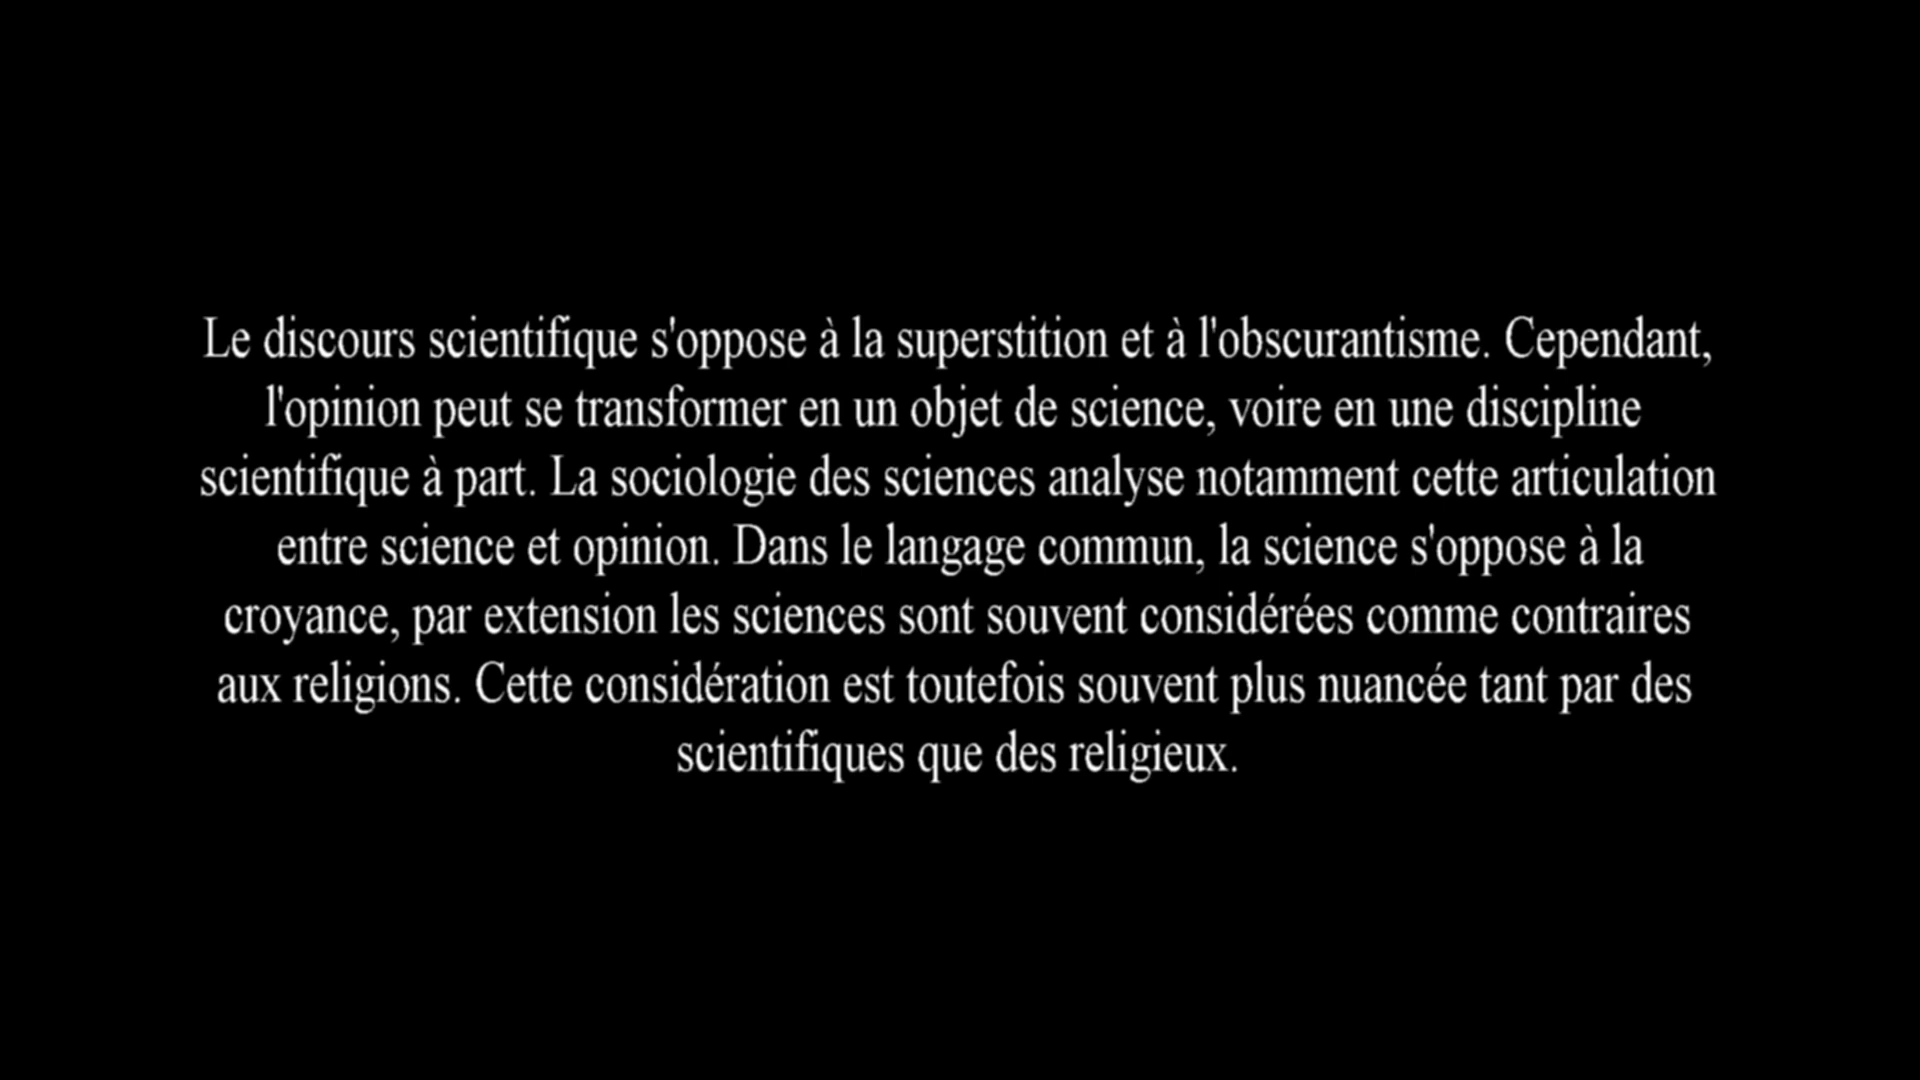 Le discours scientifique s'oppose à la superstition et à l'obscurantisme. Cependant,
l'opinion peut se transformer en un objet de science, voire en une discipline
scientifique à part. La sociologie des sciences analyse notamment cette articulation
entre science et opinion. Dans le langage commun, la science s'oppose à la
croyance, par extension les sciences sont souvent considérées comme contraires
aux religions. Cette considération est toutefois souvent plus nuancée tant par des
scientifiques que des religieux.